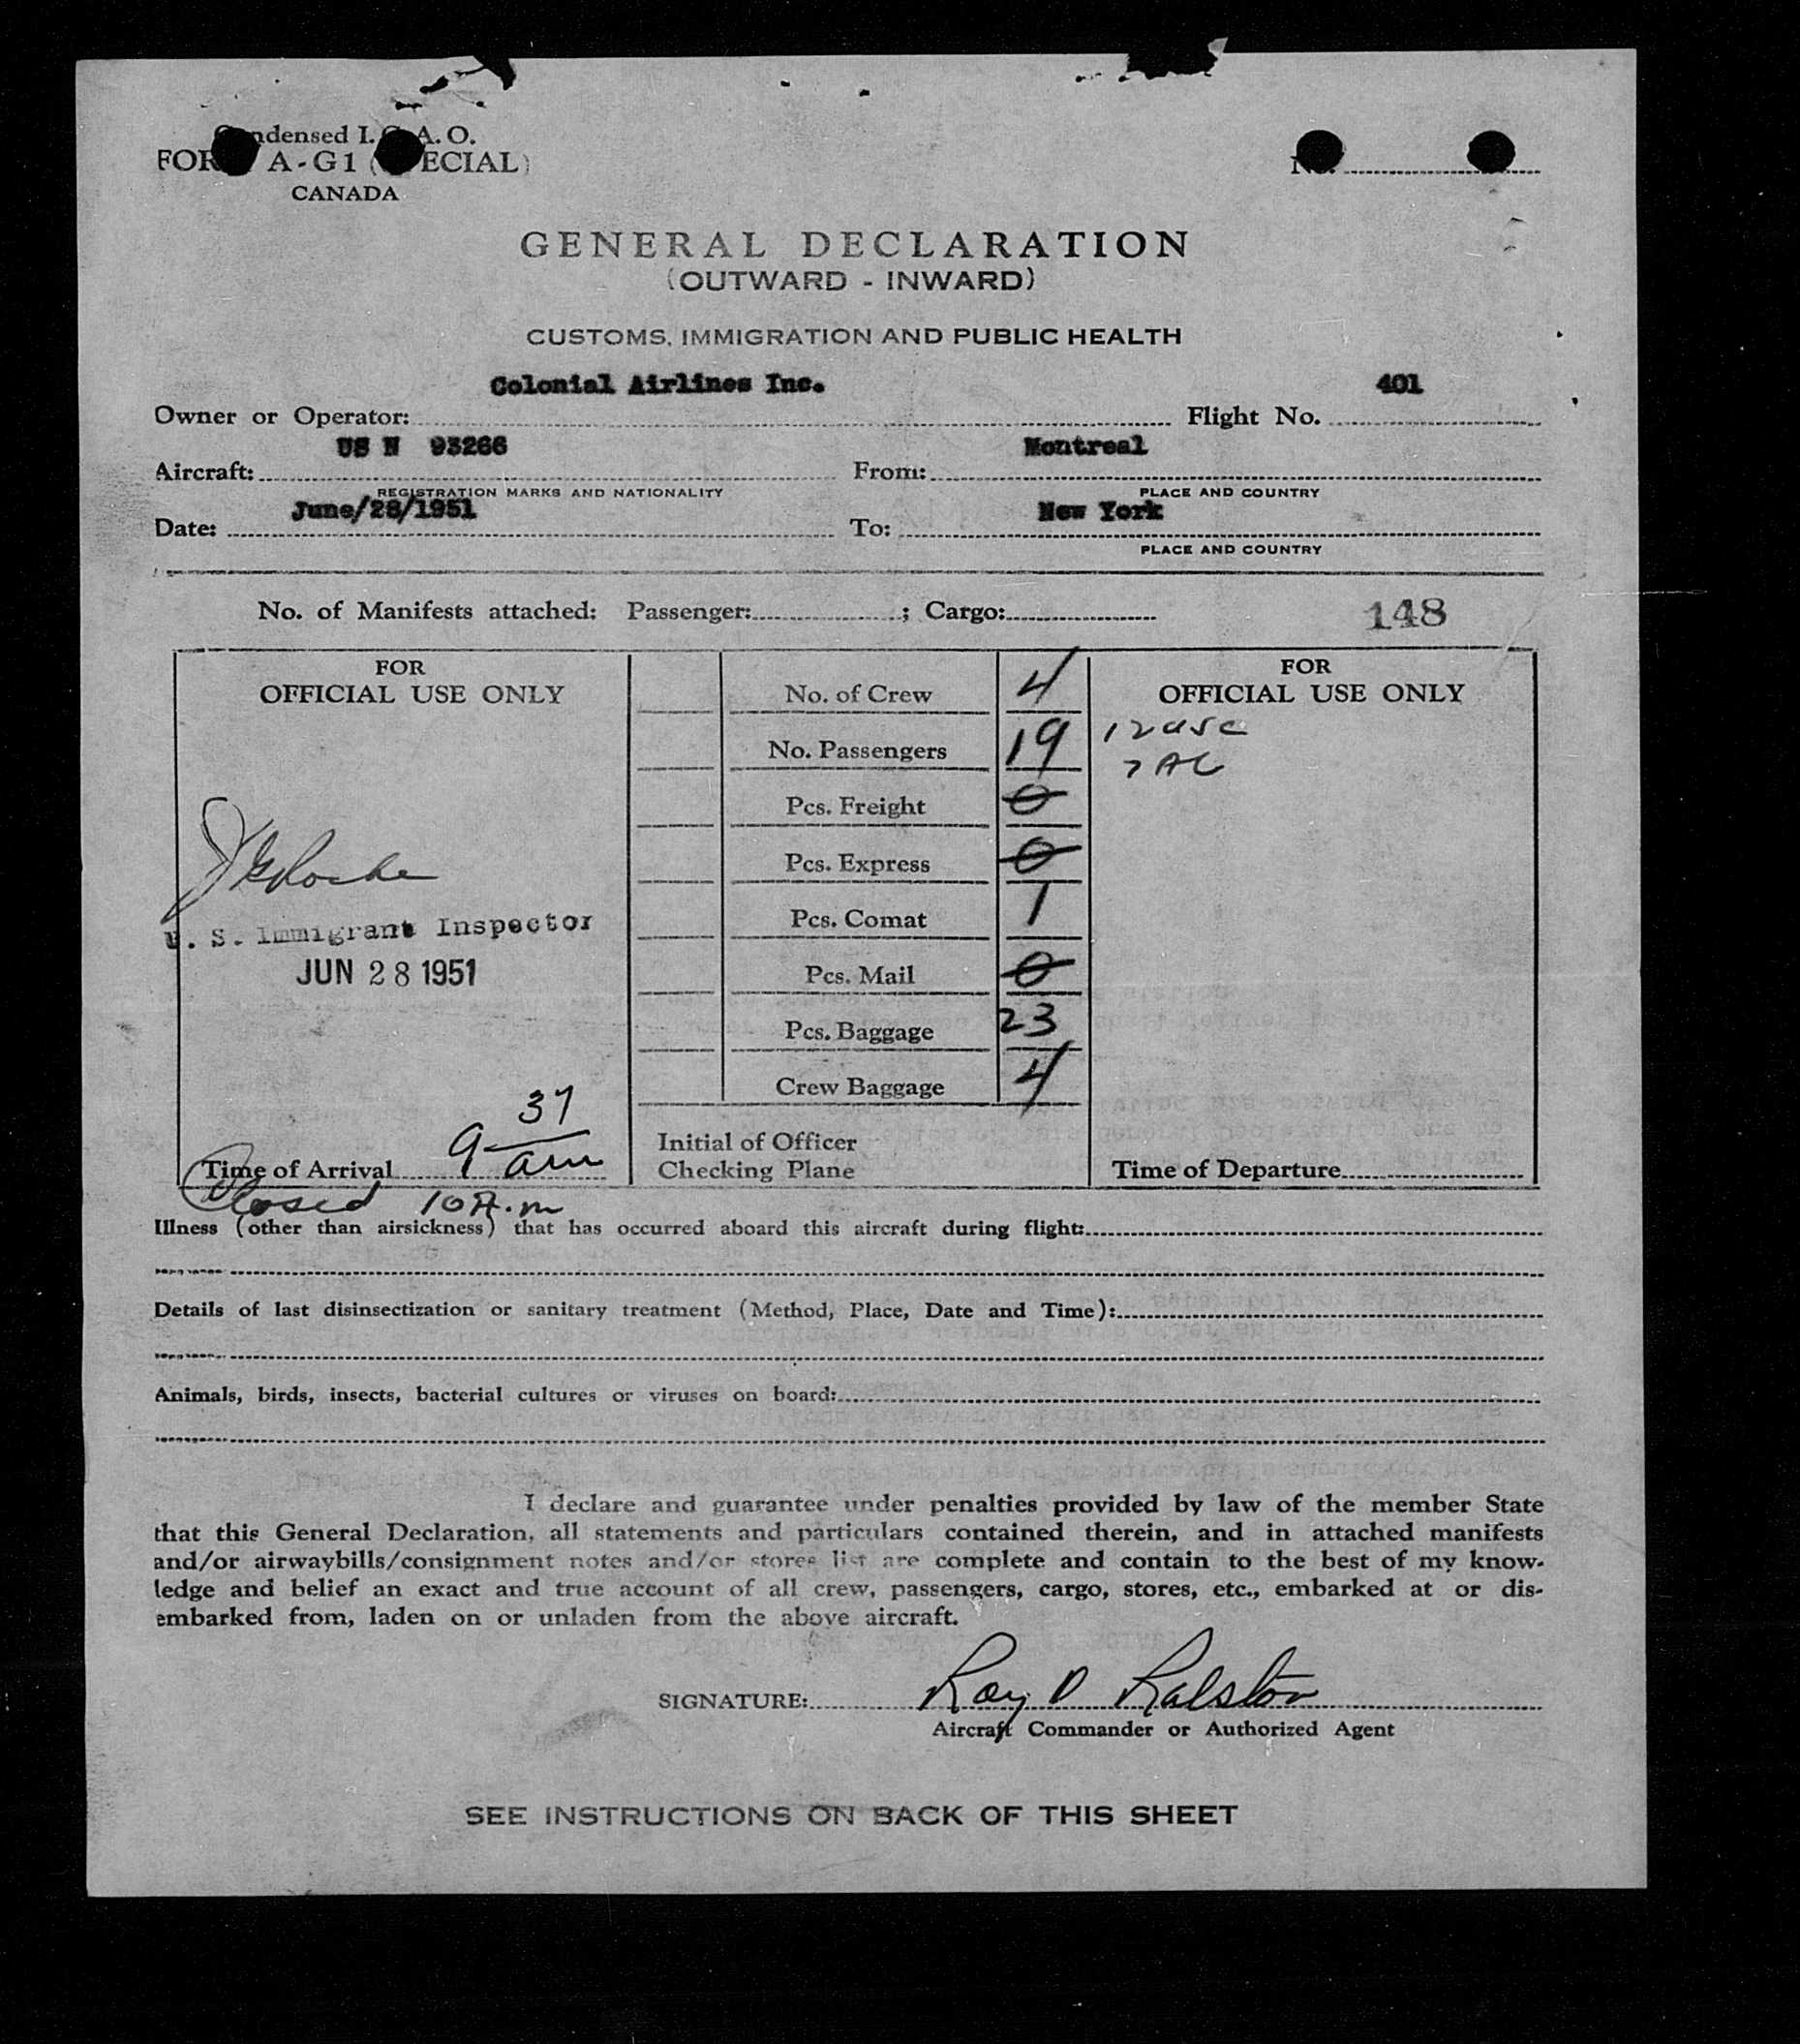 Condensed I.C.A.O.
FORM A-G1 (SPECIAL)
CANADA
No.
GENERAL DECLARATION
(OUTWARD - INWARD)
CUSTOMS, IMMIGRATION AND PUBLIC HEALTH
Owner or Operator: Colonial Airlines Inc. Flight No. 401
Aircraft: US N 93266 From: Montreal
REGISTRATION MARKS AND NATIONALITY PLACE AND COUNTRY
Date: June/28/1951 To: New York
PLACE AND COUNTRY
No. of Manifests attached: Passenger: ; Cargo: 148
FOR
OFFICIAL USE ONLY
U. S. Immigrant Inspector
JUN 28 1951
Time of Arrival 9 37 am
Closed 10 A.m
No. of Crew 4
No. Passengers 19
Pcs. Freight 0
Pcs. Express 0
Pcs. Comat 1
Pcs. Mail 0
Pcs. Baggage 23
Crew Baggage 4
Initial of Officer
Checking Plane
FOR
OFFICIAL USE ONLY
12 USC
7 AC
Time of Departure
Illness (other than airsickness) that has occurred aboard this aircraft during flight:
Details of last disinsectization or sanitary treatment (Method, Place, Date and Time):
Animals, birds, insects, bacterial cultures or viruses on board:
I declare and guarantee under penalties provided by law of the member State
that this General Declaration, all statements and particulars contained therein, and in attached manifests
and/or airwaybills/consignment notes and/or stores list are complete and contain to the best of my know-
ledge and belief an exact and true account of all crew, passengers, cargo, stores, etc., embarked at or dis-
embarked from, laden on or unladen from the above aircraft.
SIGNATURE: Roy D Ralston
Aircraft Commander or Authorized Agent
SEE INSTRUCTIONS ON BACK OF THIS SHEET